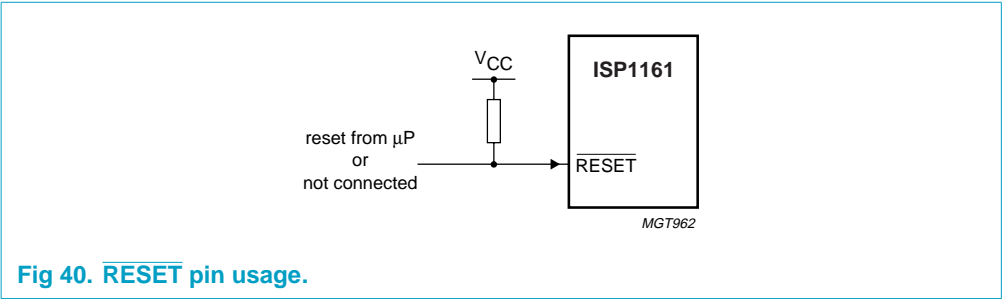 VCC
ISP1161
reset from μP
or
not connected
RESET
MGT962
Fig 40. RESET pin usage.